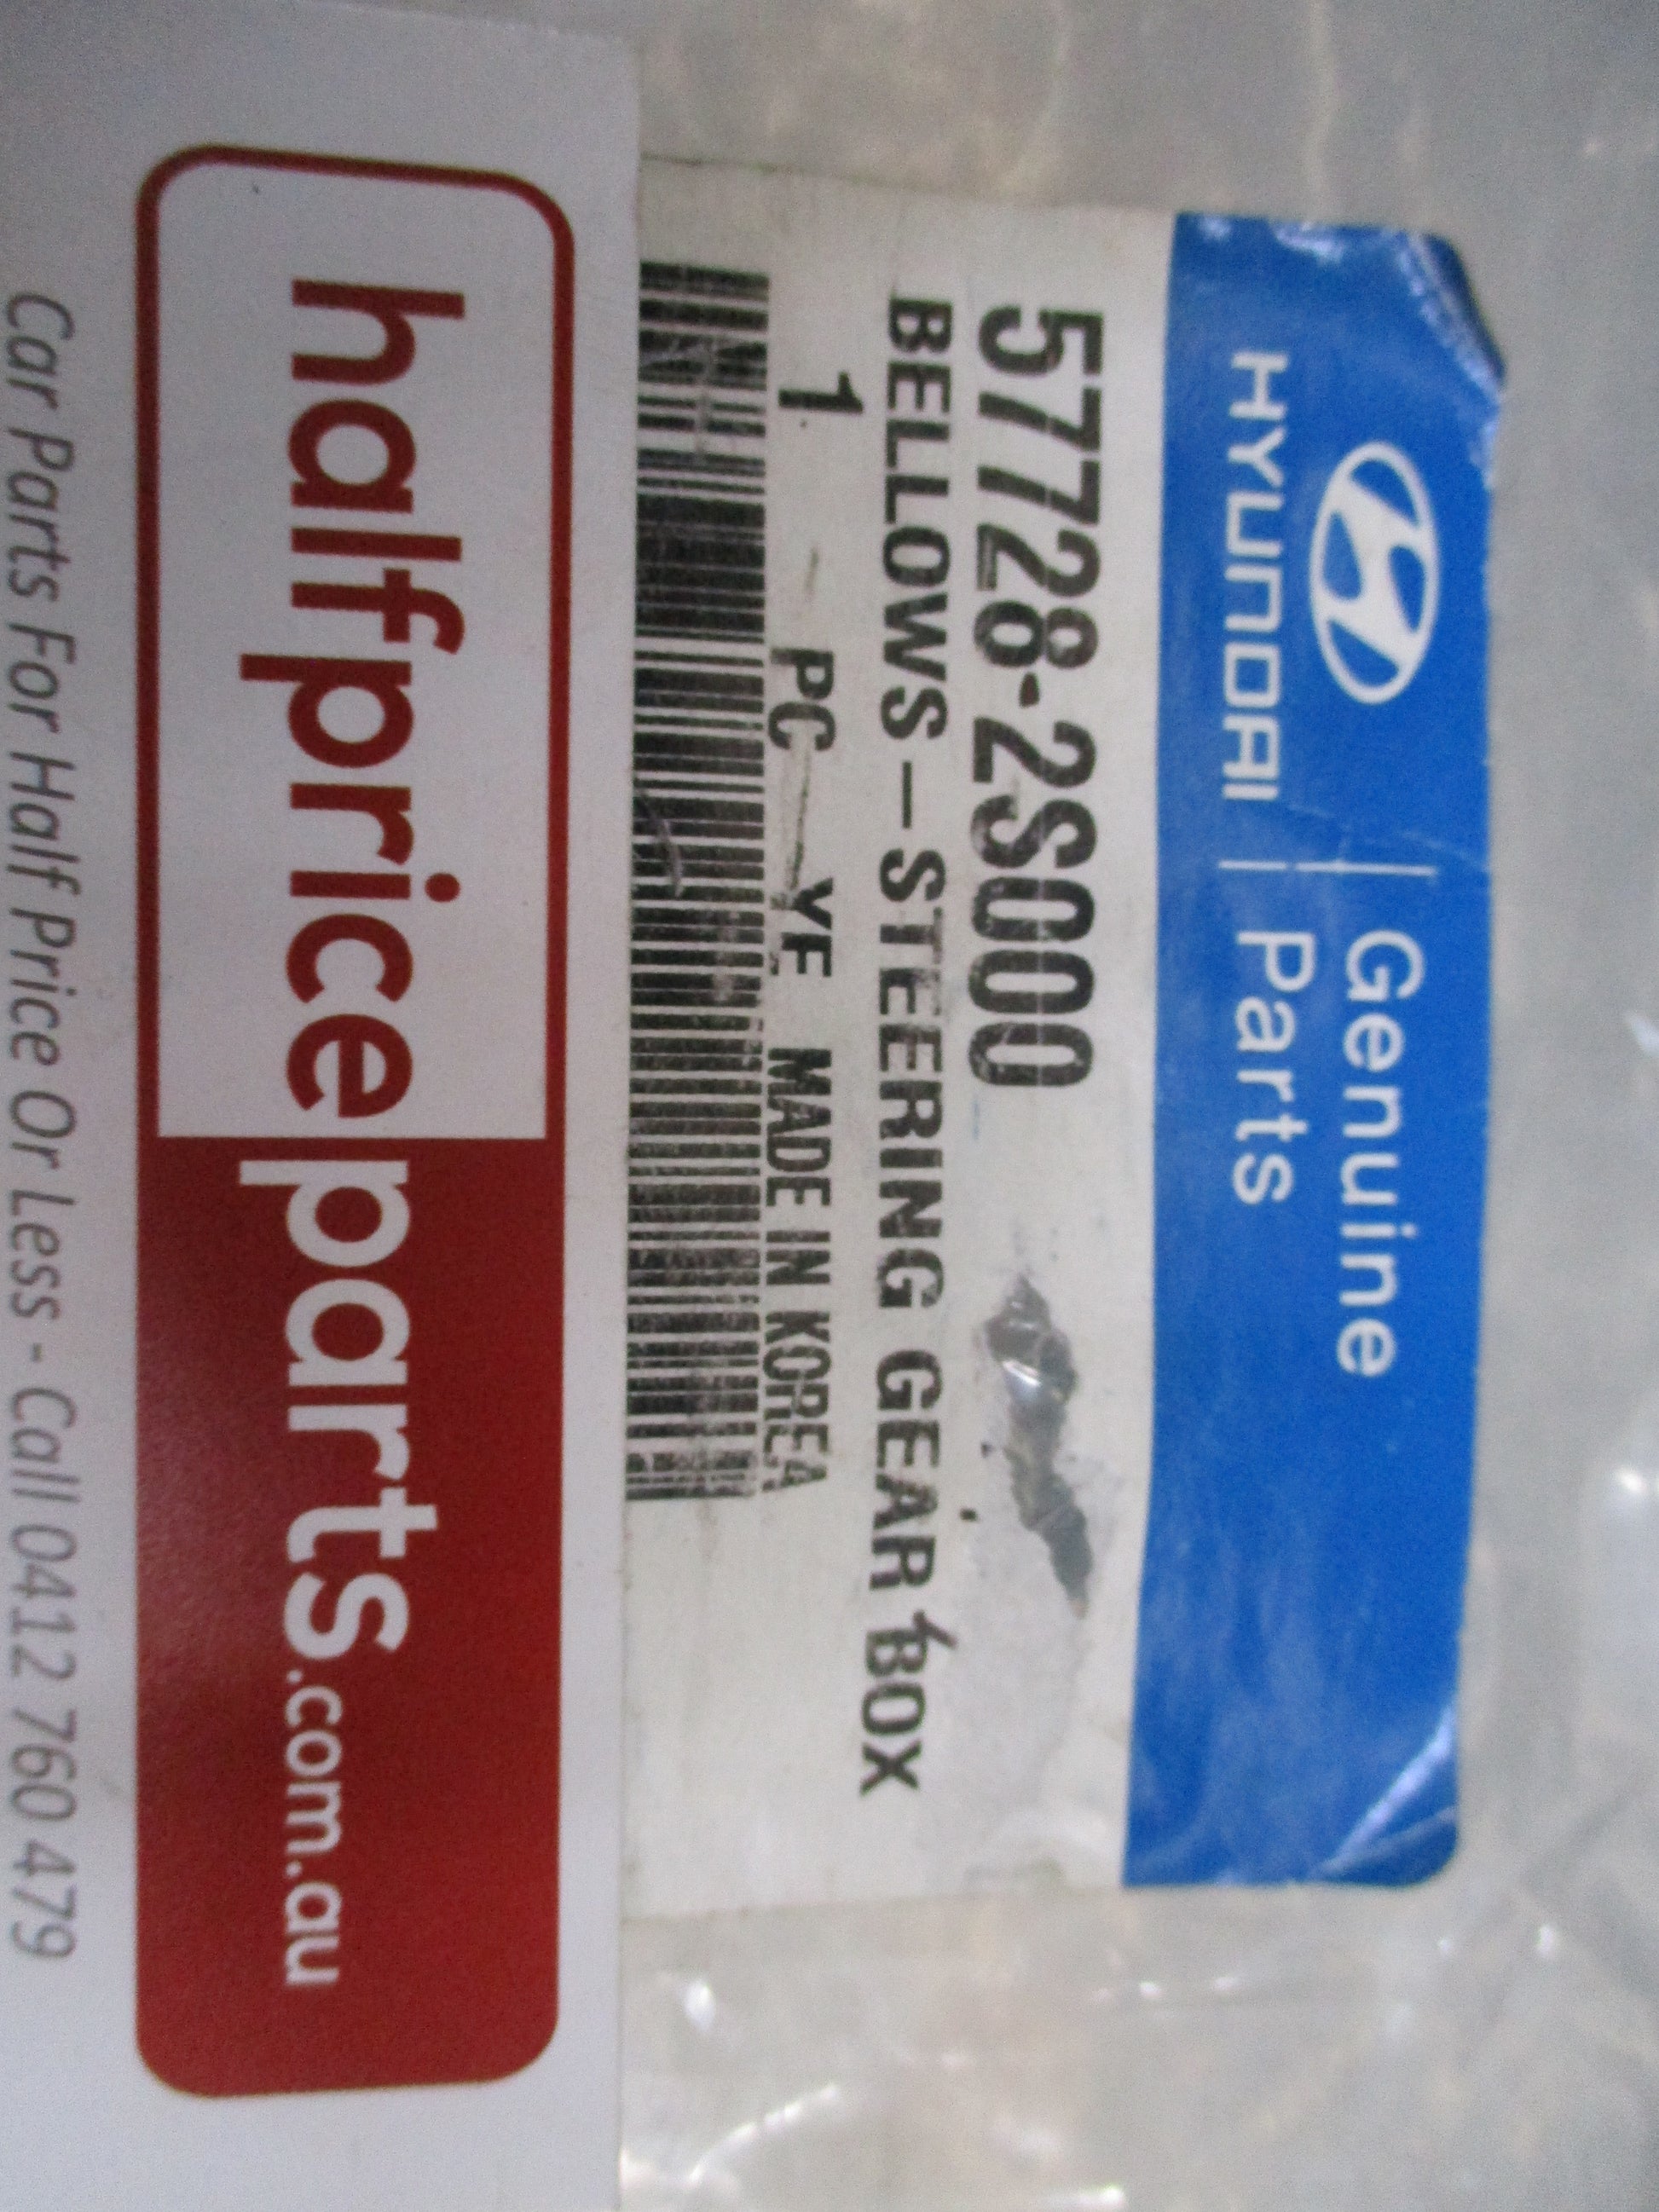 HYUNDAI | Genuine Parts
57728-2S000
BELLOWS-STEERING GEAR BOX
1 PC YF MADE IN KOREA
halfpriceparts.com.au
Car Parts For Half Price Or Less - Call 0412 760 479